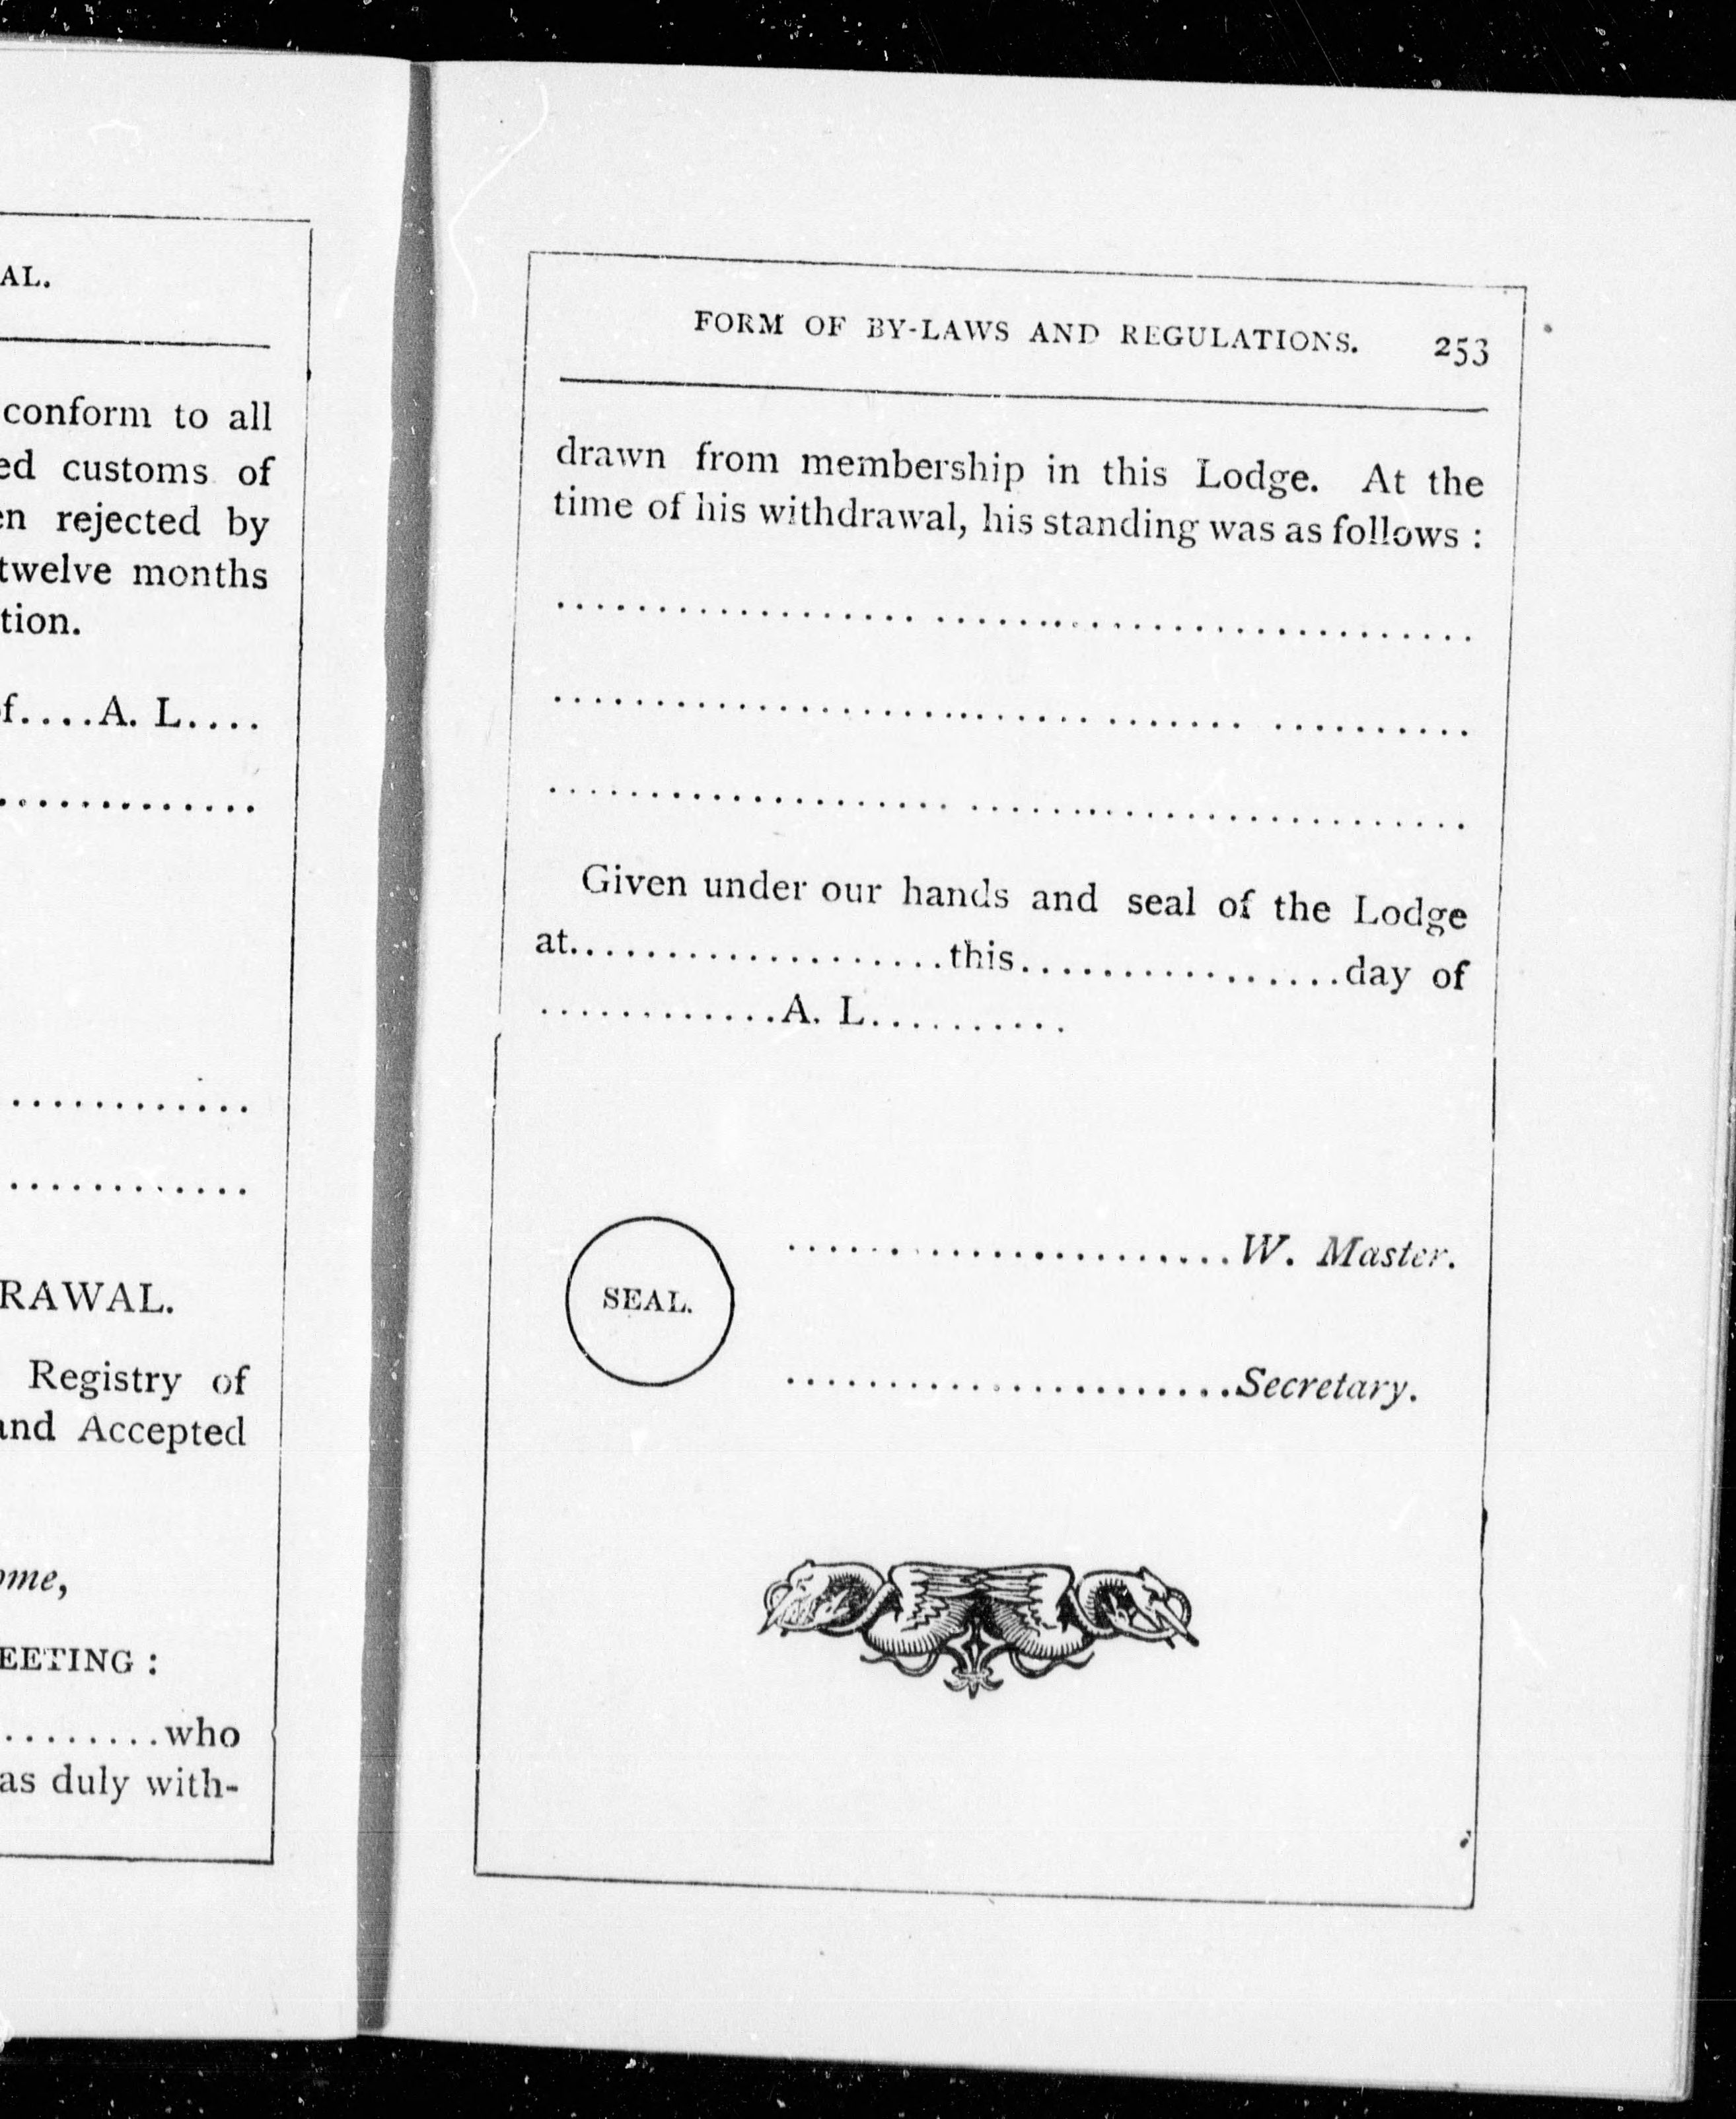 AL.
conform to all
ed customs of
en rejected by
twelve months
tion.
f....A. L....
.............
............
............
RAWAL.
Registry of
and Accepted
ome,
EETING :
.........who
as duly with-
FORM OF BY-LAWS AND REGULATIONS. 253
drawn from membership in this Lodge. At the
time of his withdrawal, his standing was as follows :
.............................................
.............................................
.............................................
Given under our hands and seal of the Lodge
at...................this................day of
............A. L..........
......................W. Master.
SEAL.
......................Secretary.